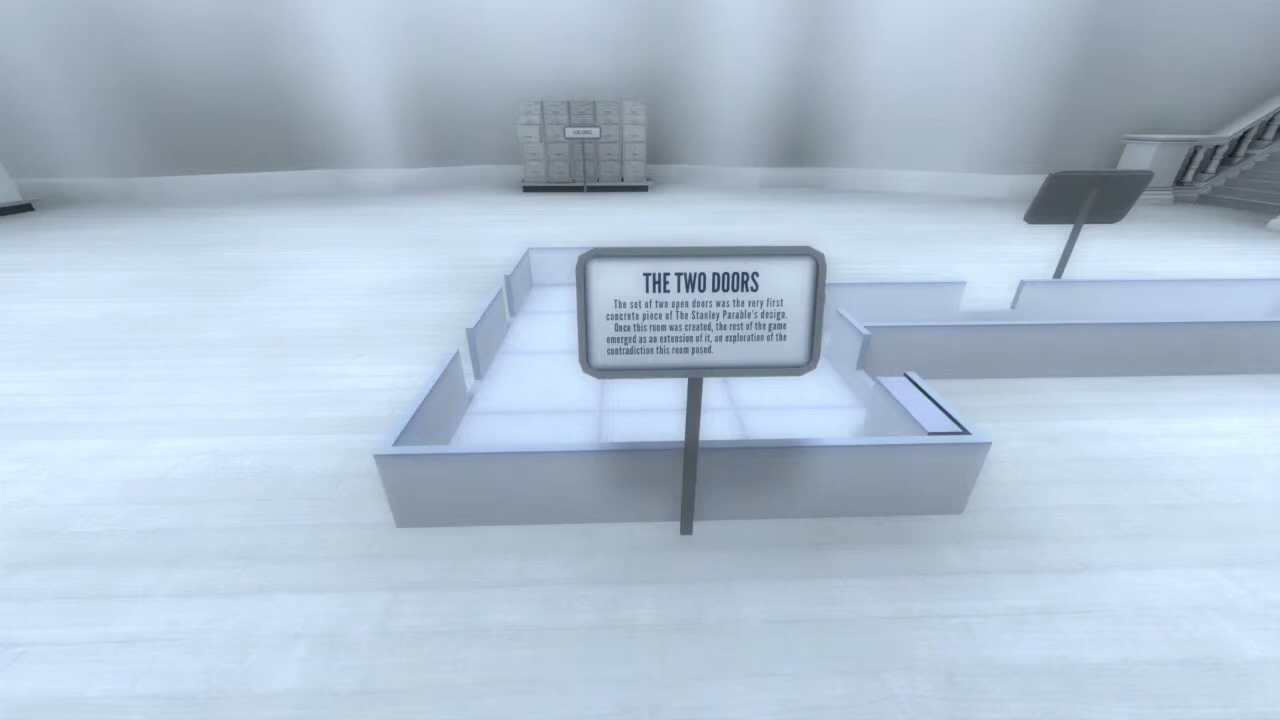 THE TWO DOORS
The set of two open doors was the very first
concrete piece of The Stanley Parable's design.
Once this room was created, the rest of the game
emerged as an extension of it, an exploration of the
contradiction this room posed.